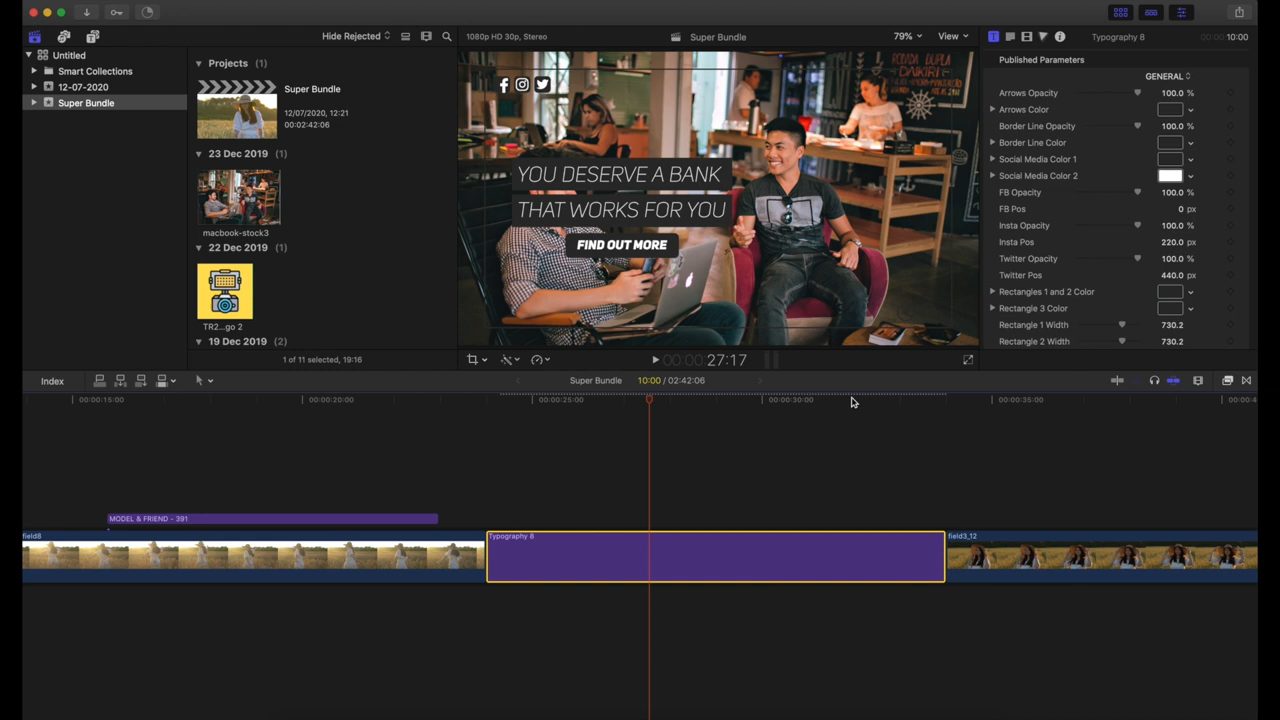 Hide Rejected
1080p HD 30p, Stereo
Super Bundle
79%
View
Typography 8
00:00:10:00
Untitled
Smart Collections
12-07-2020
Super Bundle
Projects (1)
Super Bundle
12/07/2020, 12:21
00:02:42:06
23 Dec 2019 (1)
macbook-stock3
22 Dec 2019 (1)
TR2...go 2
19 Dec 2019 (2)
1 of 11 selected, 19:16
YOU DESERVE A BANK
THAT WORKS FOR YOU
FIND OUT MORE
RONDA DUPLA
DAIKIRI
00:00:27:17
Published Parameters
GENERAL
Arrows Opacity 100.0 %
Arrows Color
Border Line Opacity 100.0 %
Border Line Color
Social Media Color 1
Social Media Color 2
FB Opacity 100.0 %
FB Pos 0 px
Insta Opacity 100.0 %
Insta Pos 220.0 px
Twitter Opacity 100.0 %
Twitter Pos 440.0 px
Rectangles 1 and 2 Color
Rectangle 3 Color
Rectangle 1 Width 730.2
Rectangle 2 Width 730.2
Index
Super Bundle
10:00 / 02:42:06
00:00:15:00
00:00:20:00
00:00:25:00
00:00:30:00
00:00:35:00
00:00:4
MODEL & FRIEND - 391
field8
Typography 8
field3_12